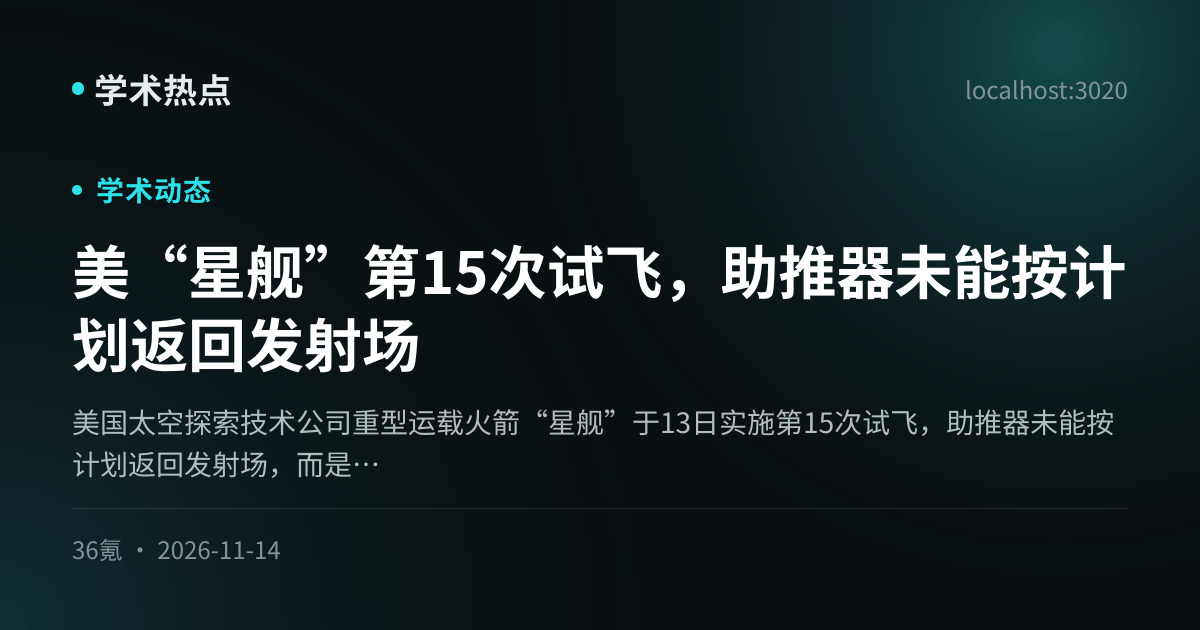 学术热点
localhost:3020
学术动态
美“星舰”第15次试飞，助推器未能按计
划返回发射场
美国太空探索技术公司重型运载火箭“星舰”于13日实施第15次试飞，助推器未能按
计划返回发射场，而是…
36氪 · 2026-11-14